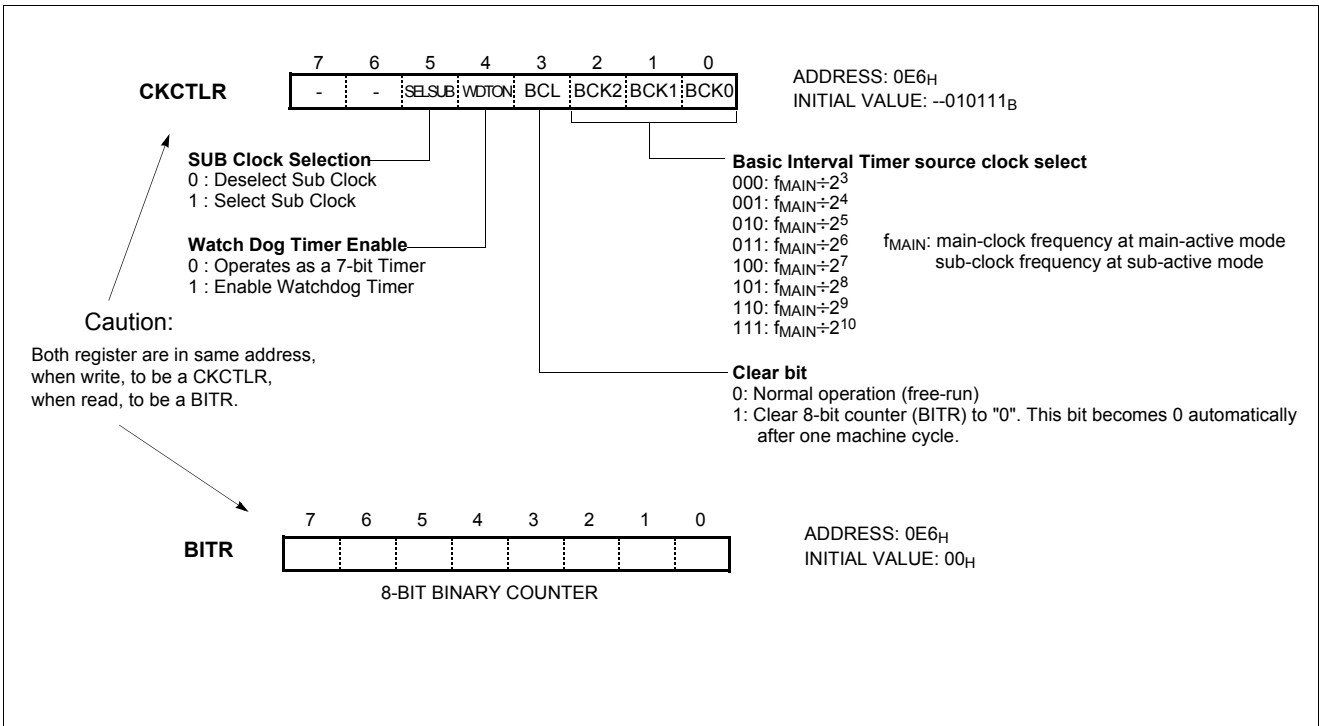 7 6 5 4 3 2 1 0
CKCTLR - - SELSUB WDTON BCL BCK2 BCK1 BCK0
ADDRESS: 0E6H
INITIAL VALUE: --010111B
SUB Clock Selection
0 : Deselect Sub Clock
1 : Select Sub Clock
Watch Dog Timer Enable
0 : Operates as a 7-bit Timer
1 : Enable Watchdog Timer
Basic Interval Timer source clock select
000: fMAIN÷2³
001: fMAIN÷2⁴
010: fMAIN÷2⁵
011: fMAIN÷2⁶
100: fMAIN÷2⁷
101: fMAIN÷2⁸
110: fMAIN÷2⁹
111: fMAIN÷2¹⁰
fMAIN: main-clock frequency at main-active mode
sub-clock frequency at sub-active mode
Caution:
Both register are in same address,
when write, to be a CKCTLR,
when read, to be a BITR.
Clear bit
0: Normal operation (free-run)
1: Clear 8-bit counter (BITR) to "0". This bit becomes 0 automatically
after one machine cycle.
7 6 5 4 3 2 1 0
BITR
ADDRESS: 0E6H
INITIAL VALUE: 00H
8-BIT BINARY COUNTER